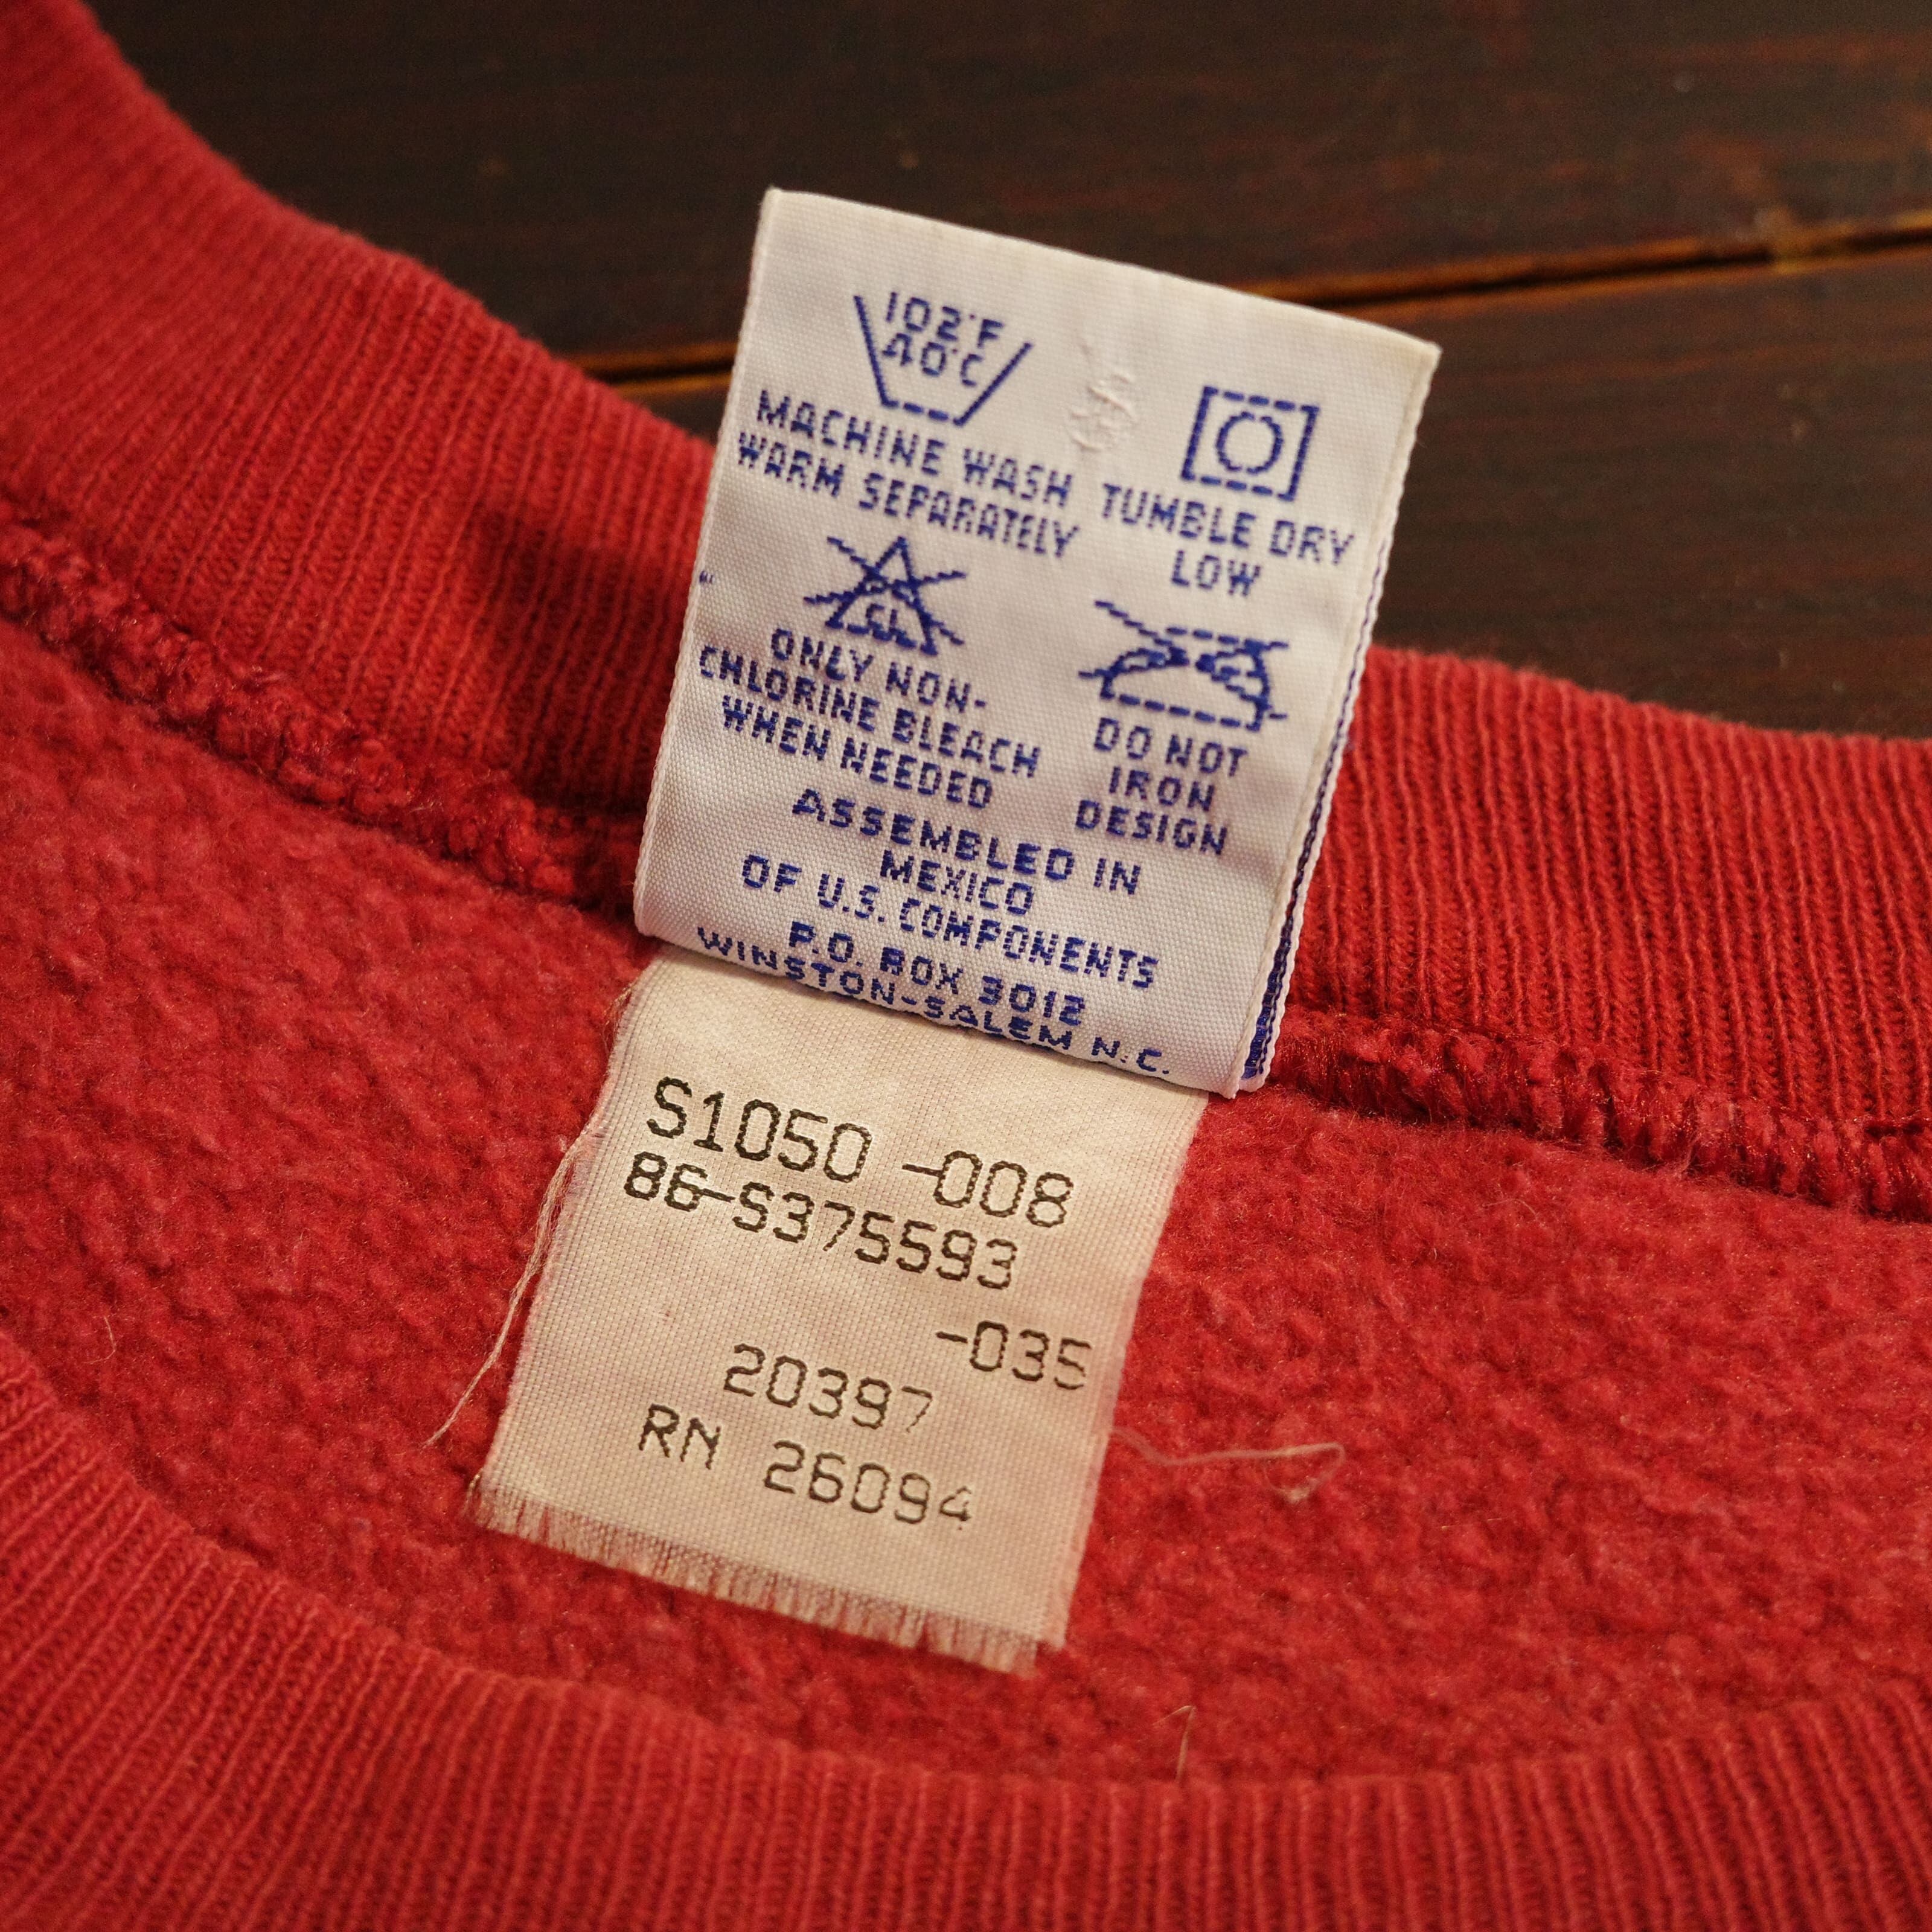 102°F
40°C
MACHINE WASH
WARM SEPARATELY
TUMBLE DRY
LOW
CL
ONLY NON-
CHLORINE BLEACH
WHEN NEEDED
DO NOT
IRON
DESIGN
ASSEMBLED IN
MEXICO
OF U.S. COMPONENTS
P.O. BOX 3012
WINSTON-SALEM N.C.
S1050 -008
86-S375593
-035
20397
RN 26094